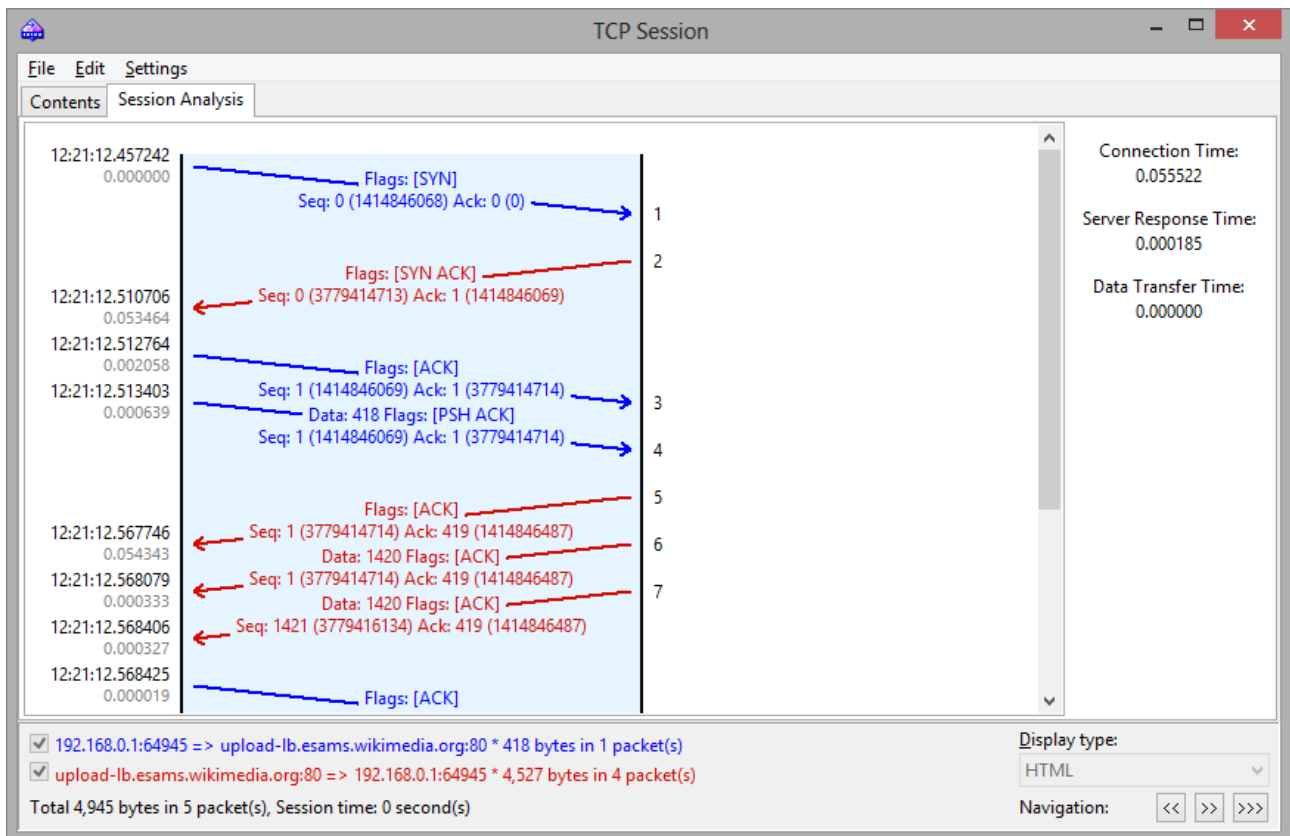 TCP Session
File Edit Settings
Contents Session Analysis
12:21:12.457242
0.000000
Flags: [SYN]
Seq: 0 (1414846068) Ack: 0 (0)
1
2
Flags: [SYN ACK]
12:21:12.510706
Seq: 0 (3779414713) Ack: 1 (1414846069)
0.053464
12:21:12.512764
0.002058
Flags: [ACK]
12:21:12.513403
Seq: 1 (1414846069) Ack: 1 (3779414714)
3
0.000639
Data: 418 Flags: [PSH ACK]
Seq: 1 (1414846069) Ack: 1 (3779414714)
4
5
Flags: [ACK]
12:21:12.567746
Seq: 1 (3779414714) Ack: 419 (1414846487)
6
0.054343
Data: 1420 Flags: [ACK]
12:21:12.568079
Seq: 1 (3779414714) Ack: 419 (1414846487)
7
0.000333
Data: 1420 Flags: [ACK]
12:21:12.568406
Seq: 1421 (3779416134) Ack: 419 (1414846487)
0.000327
12:21:12.568425
0.000019
Flags: [ACK]
Connection Time:
0.055522
Server Response Time:
0.000185
Data Transfer Time:
0.000000
192.168.0.1:64945 => upload-lb.esams.wikimedia.org:80 * 418 bytes in 1 packet(s)
upload-lb.esams.wikimedia.org:80 => 192.168.0.1:64945 * 4,527 bytes in 4 packet(s)
Total 4,945 bytes in 5 packet(s), Session time: 0 second(s)
Display type:
HTML
Navigation: << >> >>>